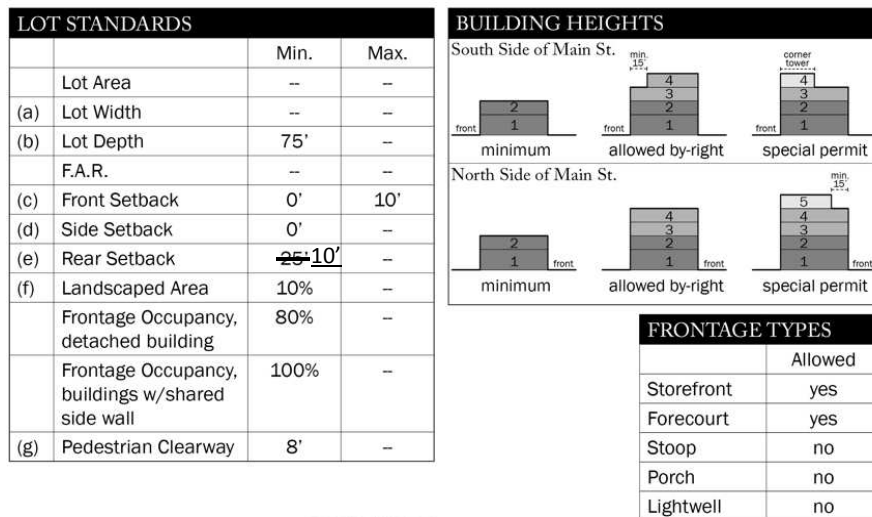 LOT STANDARDS
Min. Max.
Lot Area -- --
(a) Lot Width -- --
(b) Lot Depth 75' --
F.A.R. -- --
(c) Front Setback 0' 10'
(d) Side Setback 0' --
(e) Rear Setback 25' 10' --
(f) Landscaped Area 10% --
Frontage Occupancy, 80% --
detached building
Frontage Occupancy, 100% --
buildings w/shared
side wall
(g) Pedestrian Clearway 8' --
BUILDING HEIGHTS
South Side of Main St.
min.
15'
corner
tower
2
1
front
minimum
4
3
2
1
front
allowed by-right
4
3
2
1
front
special permit
North Side of Main St.
min.
15'
2
1
front
minimum
4
3
2
1
front
allowed by-right
5
4
3
2
1
front
special permit
FRONTAGE TYPES
Allowed
Storefront yes
Forecourt yes
Stoop no
Porch no
Lightwell no